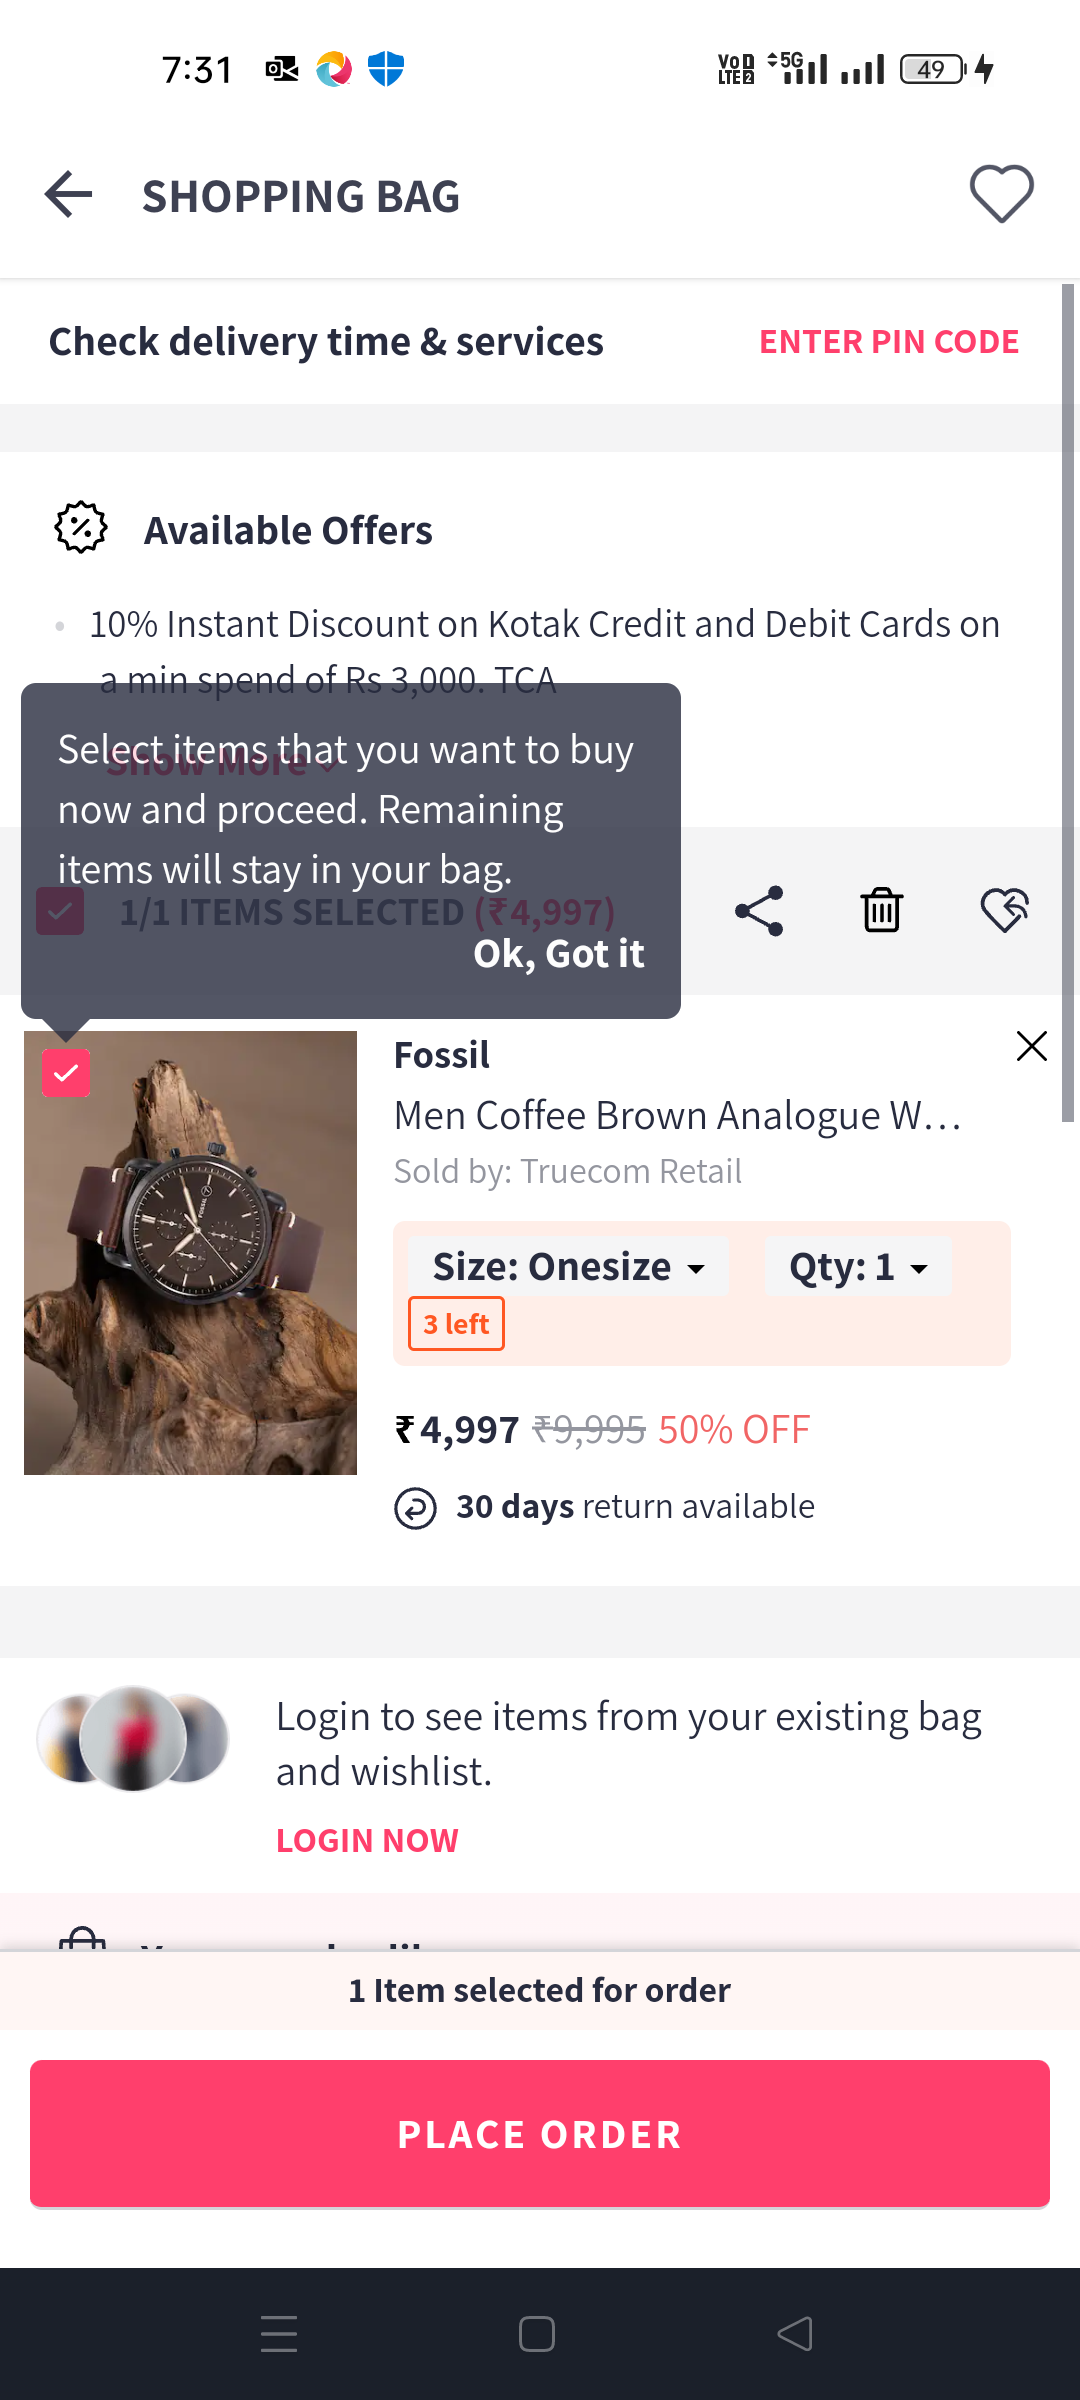 7:31
Vo LTE 2 5G 49
SHOPPING BAG
Check delivery time & services ENTER PIN CODE
Available Offers
• 10% Instant Discount on Kotak Credit and Debit Cards on
a min spend of Rs 3,000. TCA
Show More
Select items that you want to buy
now and proceed. Remaining
items will stay in your bag.
1/1 ITEMS SELECTED (₹4,997)
Ok, Got it
Fossil
Men Coffee Brown Analogue W...
Sold by: Truecom Retail
Size: Onesize Qty: 1
3 left
₹4,997 ₹9,995 50% OFF
30 days return available
Login to see items from your existing bag
and wishlist.
LOGIN NOW
1 Item selected for order
PLACE ORDER